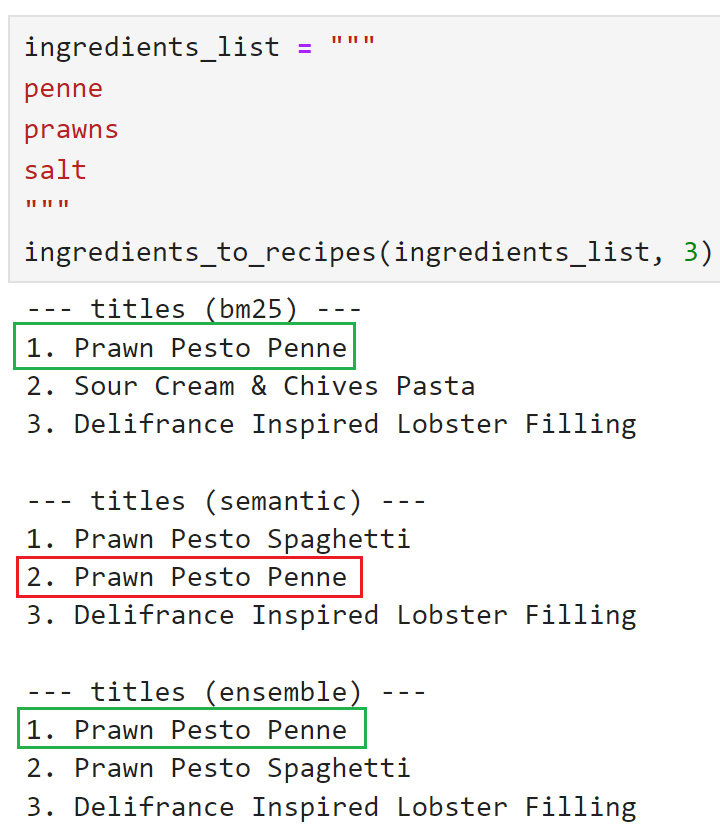 ingredients_list = """
penne
prawns
salt
"""
ingredients_to_recipes(ingredients_list, 3)
--- titles (bm25) ---
1. Prawn Pesto Penne
2. Sour Cream & Chives Pasta
3. Delifrance Inspired Lobster Filling
--- titles (semantic) ---
1. Prawn Pesto Spaghetti
2. Prawn Pesto Penne
3. Delifrance Inspired Lobster Filling
--- titles (ensemble) ---
1. Prawn Pesto Penne
2. Prawn Pesto Spaghetti
3. Delifrance Inspired Lobster Filling